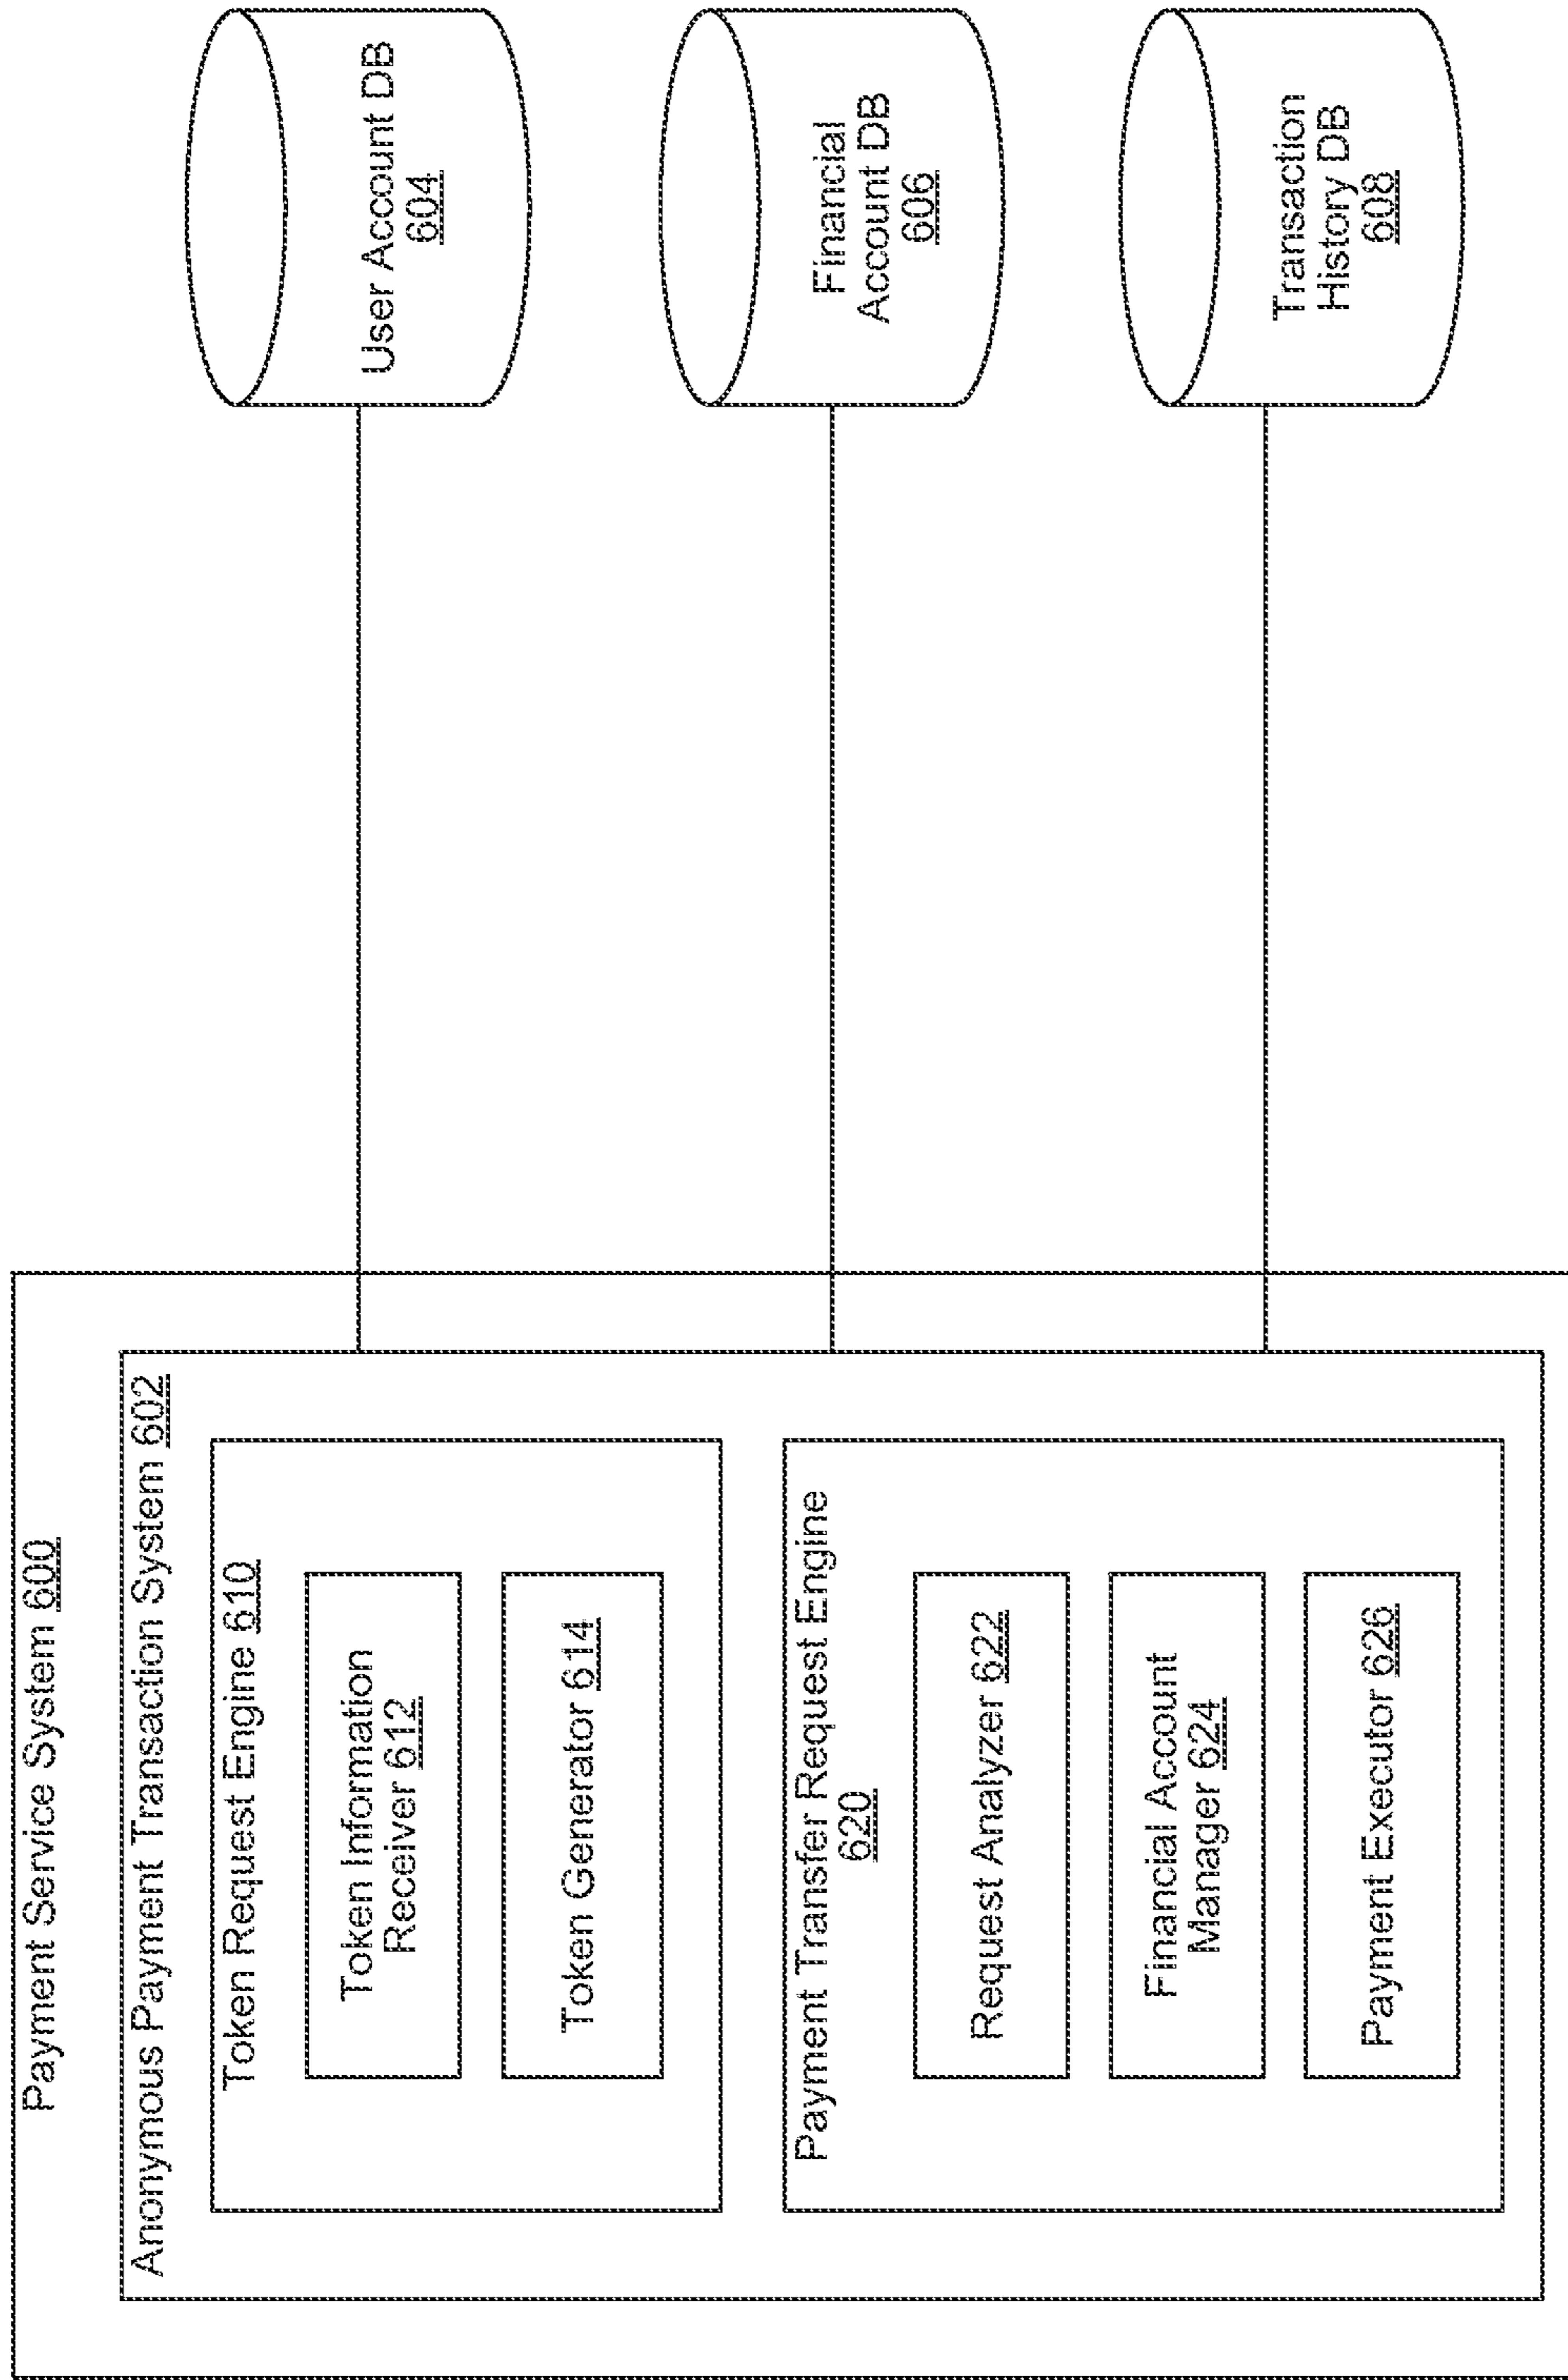 Payment Service System 600
Anonymous Payment Transaction System 602
Token Request Engine 610
Token Information
Receiver 612
Token Generator 614
Payment Transfer Request Engine
620
Request Analyzer 622
Financial Account
Manager 624
Payment Executor 626
User Account DB
604
Financial
Account DB
606
Transaction
History DB
608